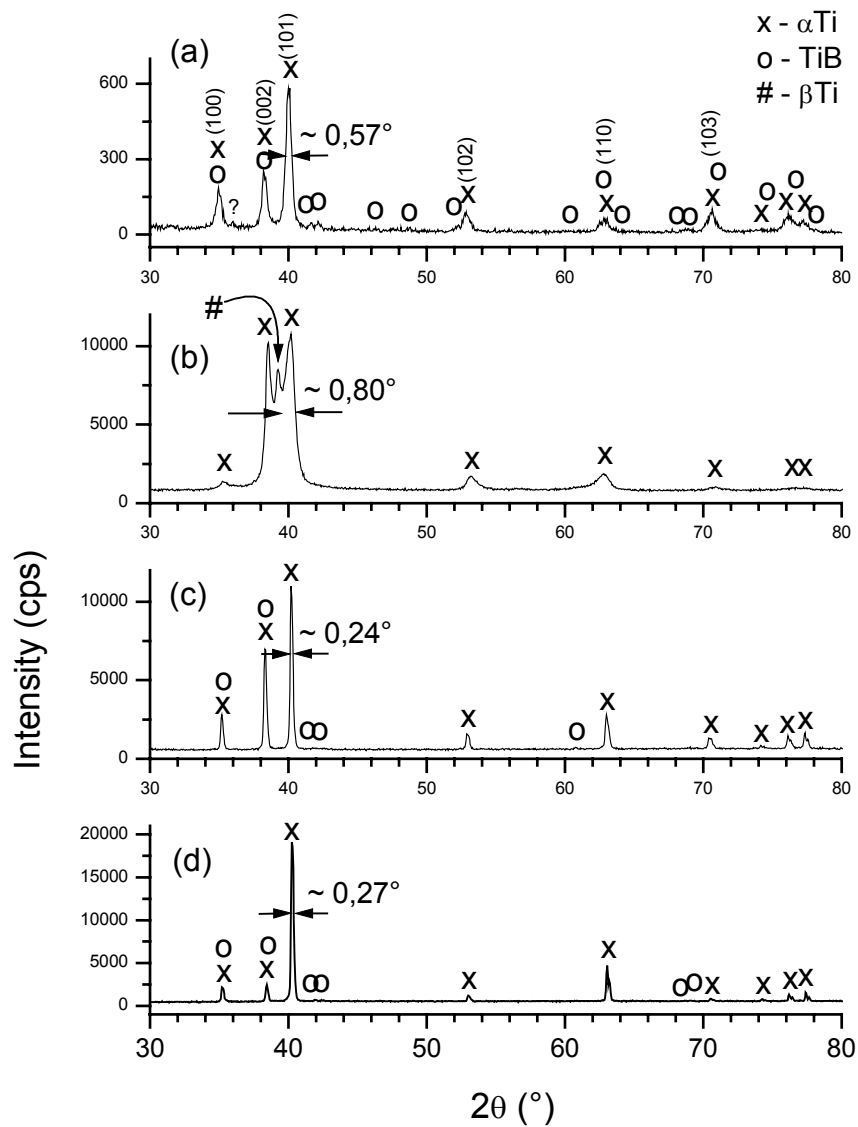 x - αTi
o - TiB
# - βTi
(a)
600
300
0
x (100)
o
?
x (002)
o
x (101)
~ 0,57°
o o
o
o
o
x (102)
o
o
x (110)
o
o o
o
x (103)
o
x
o
x
x
o
30 40 50 60 70 80
(b)
10000
5000
0
#
x
x
x
~ 0,80°
x
x
x
x x
30 40 50 60 70 80
Intensity (cps)
(c)
10000
5000
0
o
x
o
x
x
~ 0,24°
o o
x
o
x
x
x
x
x
30 40 50 60 70 80
(d)
20000
15000
10000
5000
0
o
x
o
x
x
~ 0,27°
o o
x
x
o o
x
x
x
x
30 40 50 60 70 80
2θ (°)